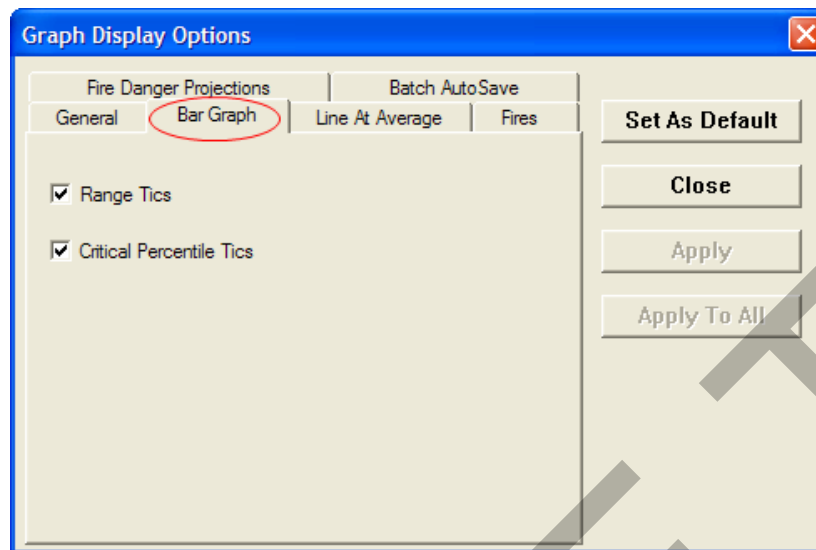 Graph Display Options
Fire Danger Projections
Batch AutoSave
General
Bar Graph
Line At Average
Fires
Range Tics
Critical Percentile Tics
Set As Default
Close
Apply
Apply To All